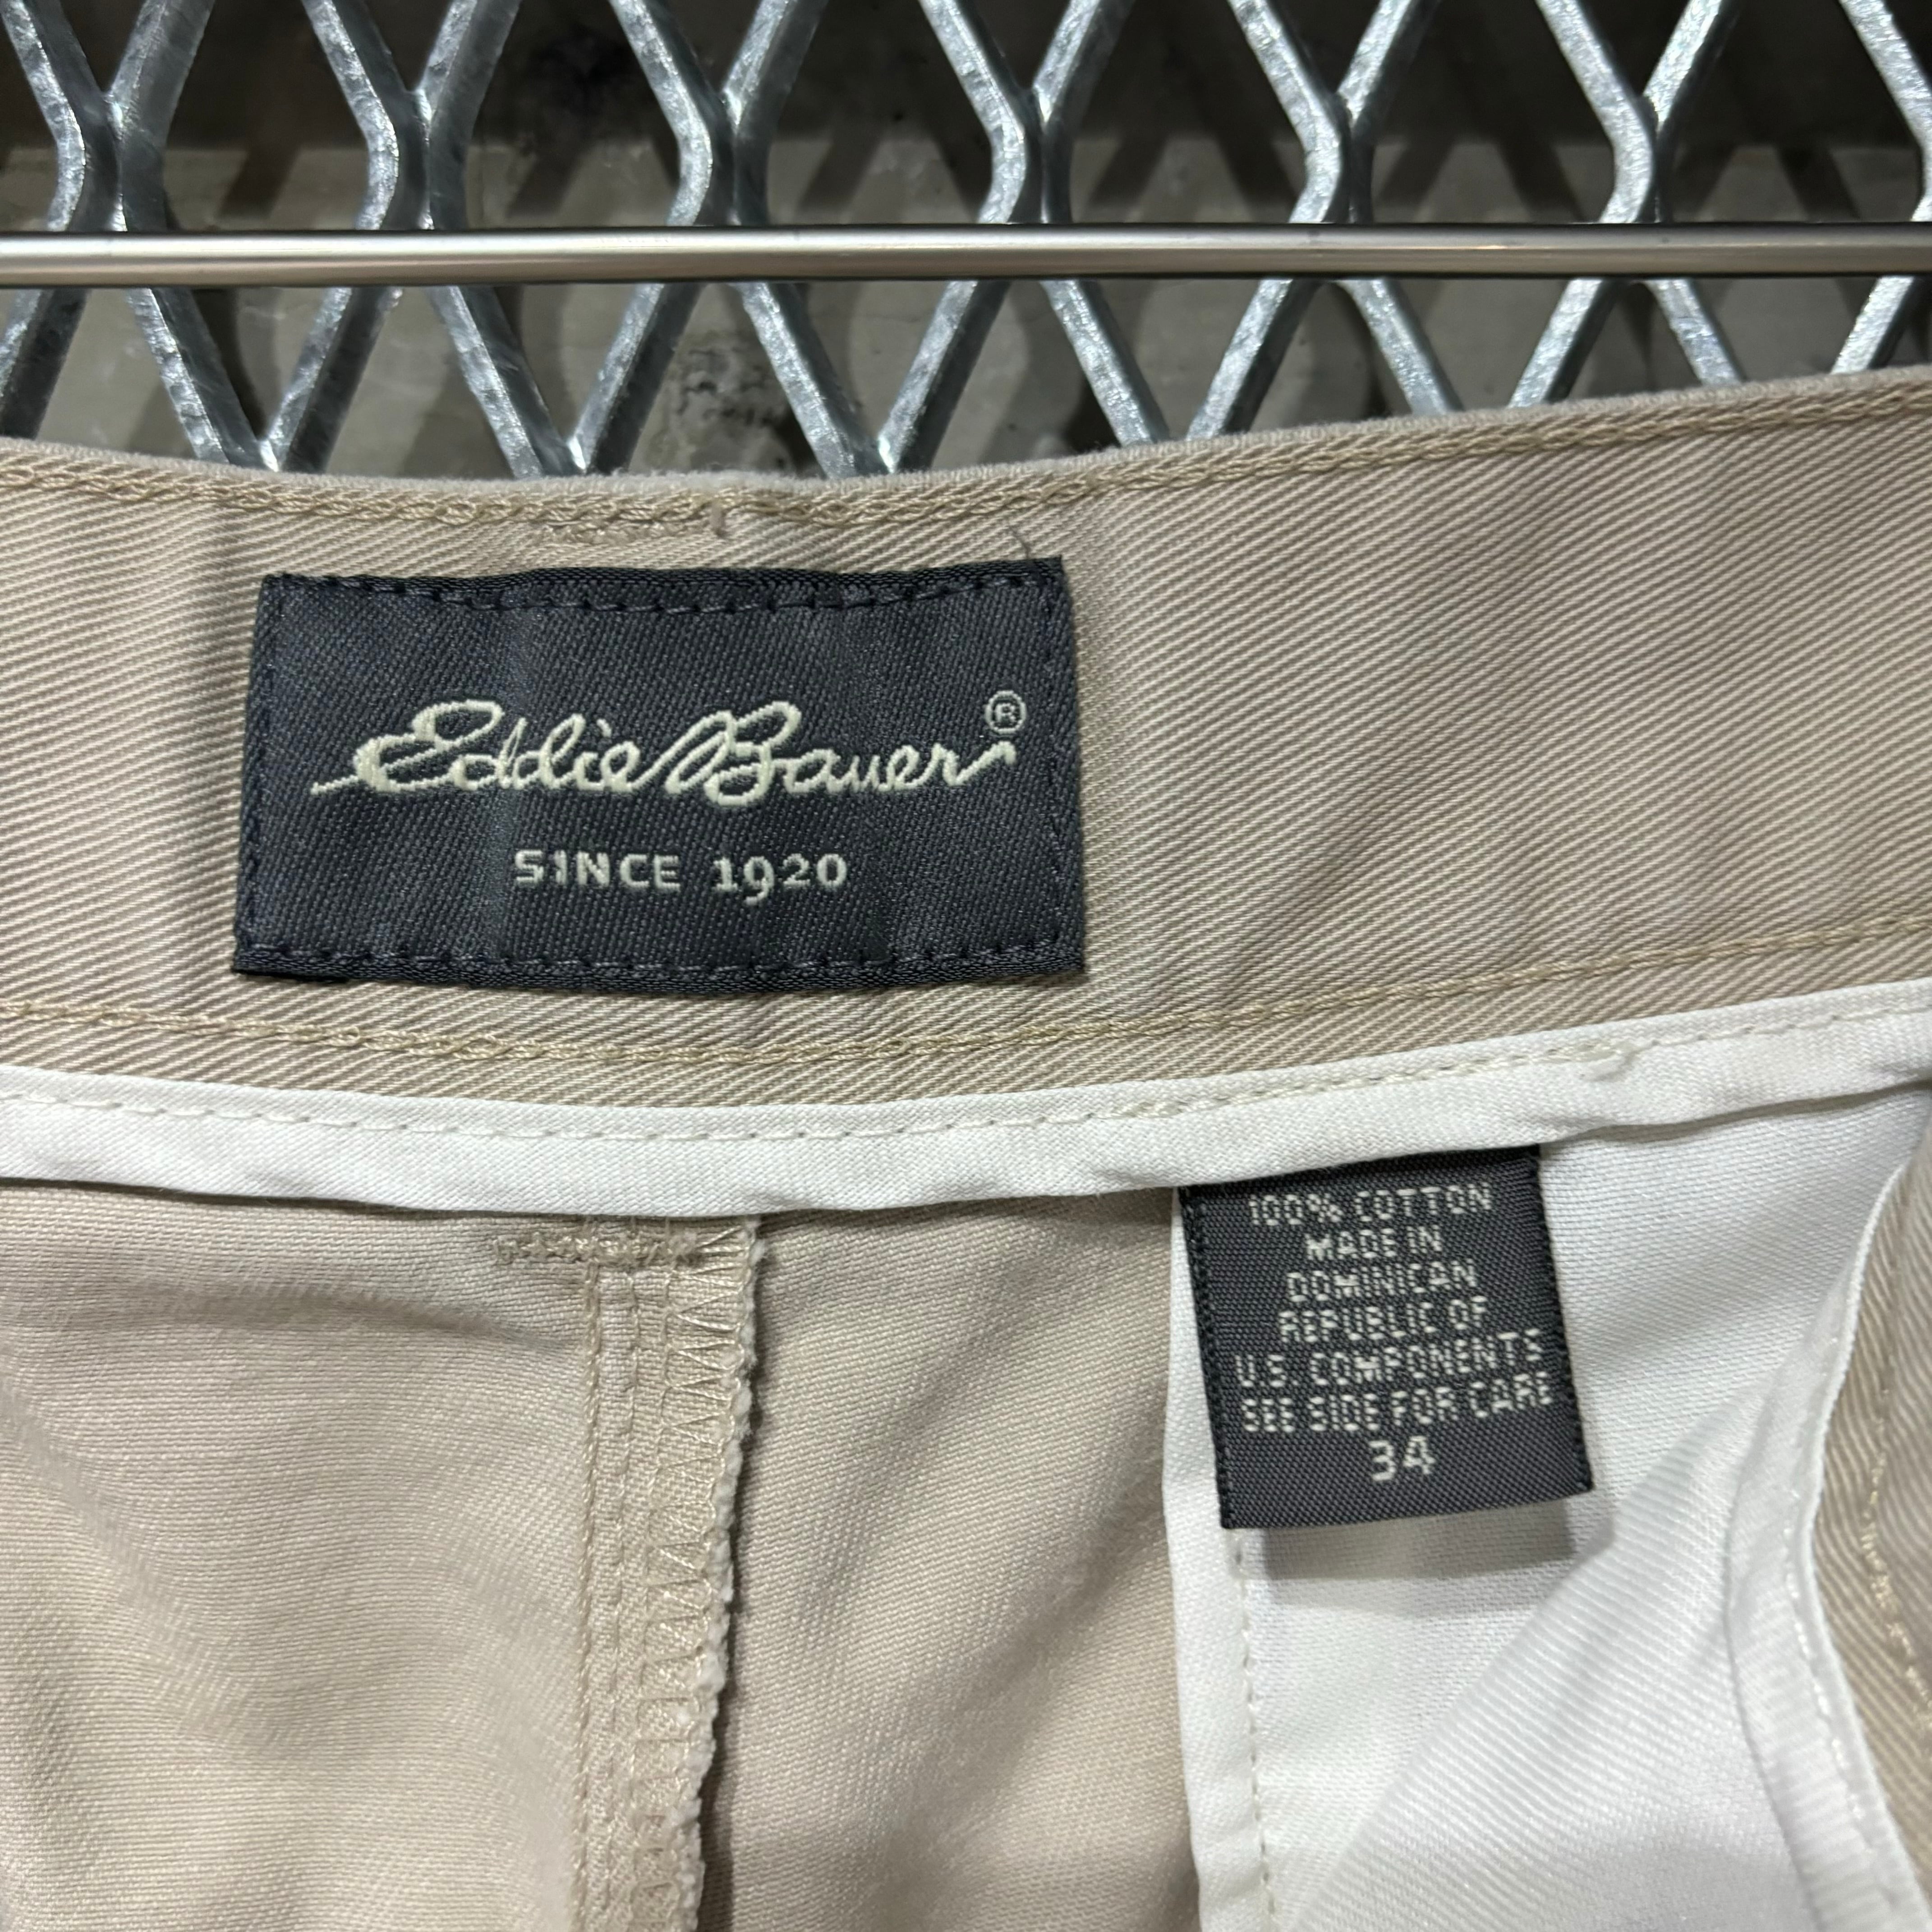 Eddie Bauer®
SINCE 1920
100% COTTON
MADE IN
DOMINICAN
REPUBLIC OF
U.S. COMPONENTS
SEE SIDE FOR CARE
34